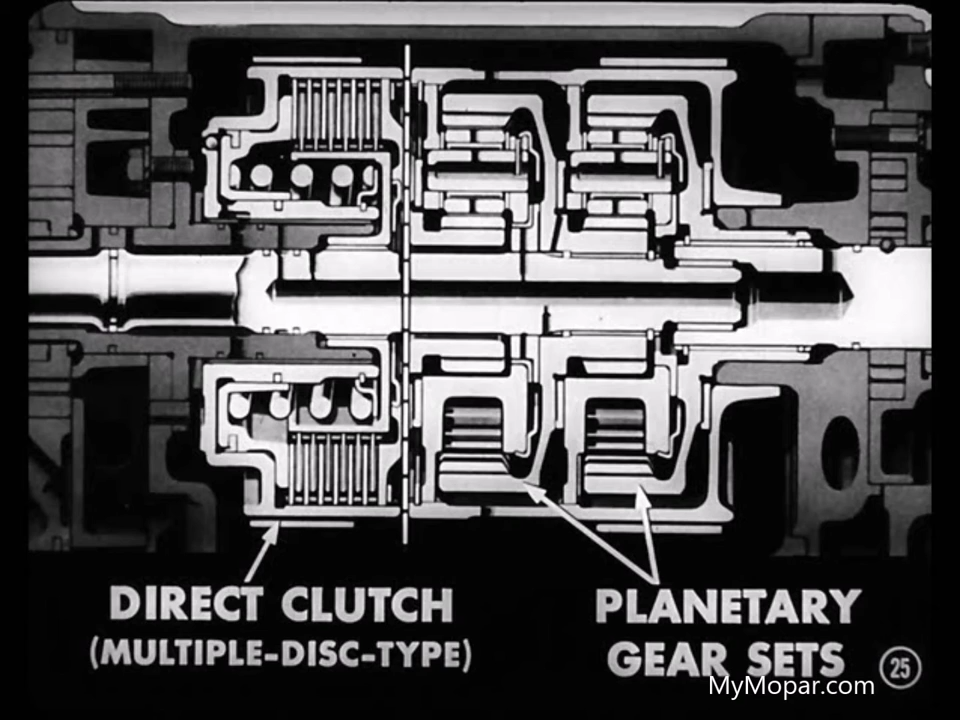 DIRECT CLUTCH
(MULTIPLE-DISC-TYPE)
PLANETARY
GEAR SETS
25
MyMopar.com